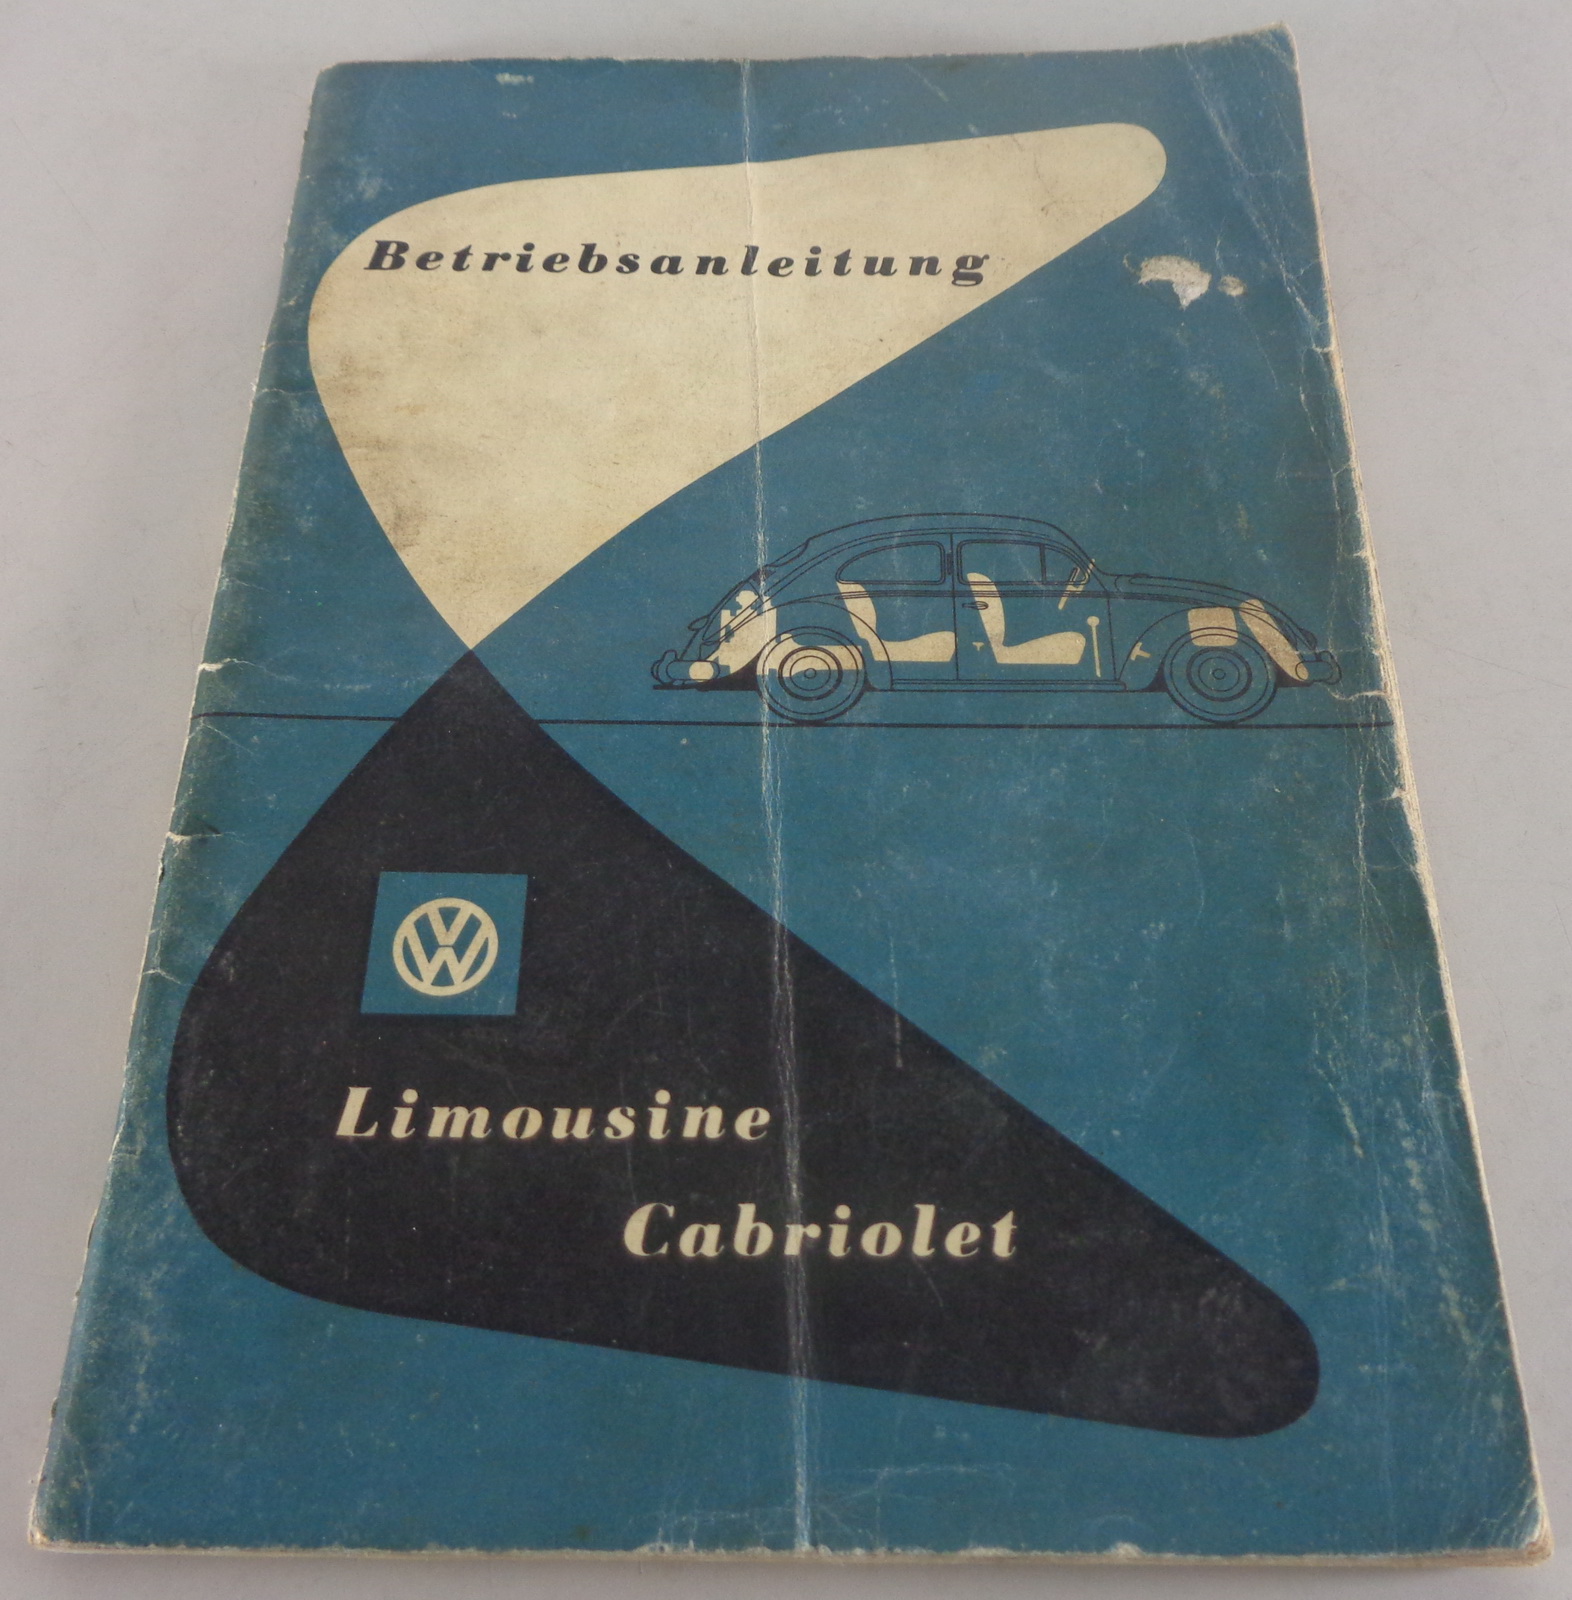 Betriebsanleitung
VW
Limousine
Cabriolet